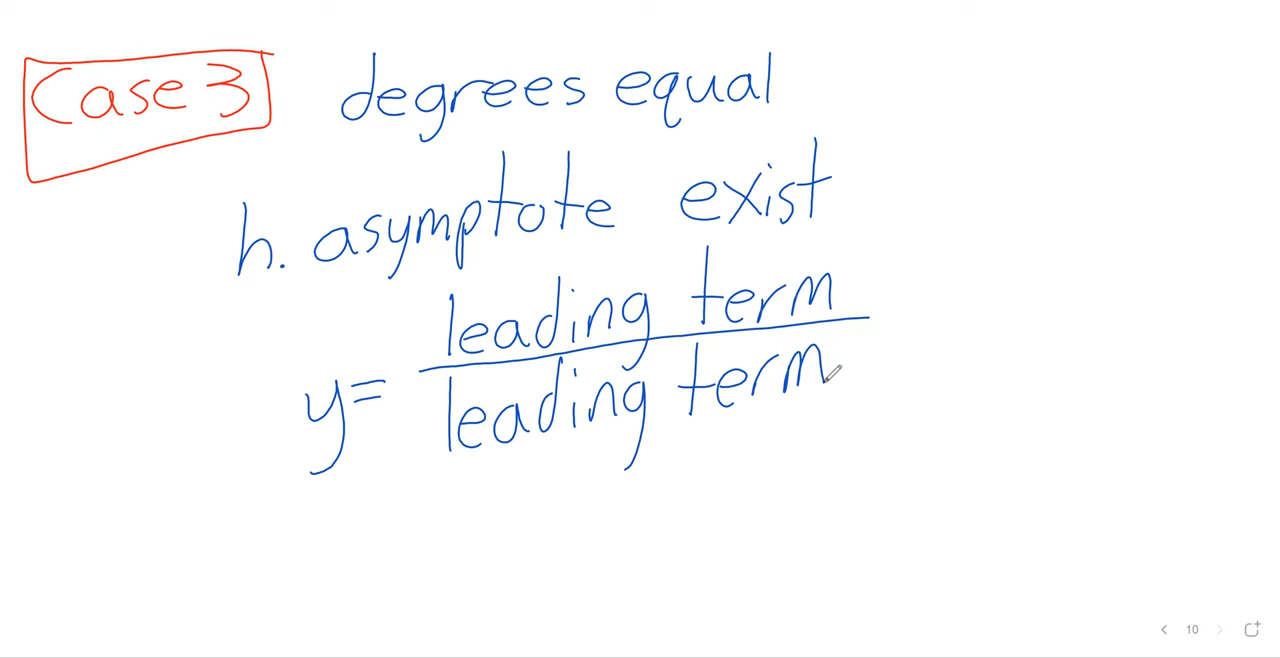 Case 3 degrees equal
h. asymptote exist
y= leading term
leading term
10